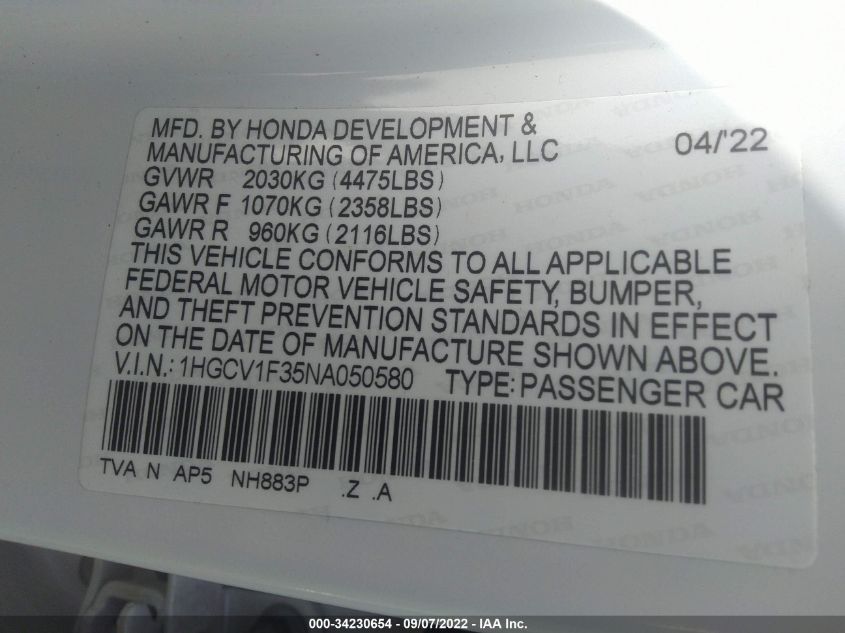 MFD. BY HONDA DEVELOPMENT &
MANUFACTURING OF AMERICA, LLC 04/'22
GVWR 2030KG (4475LBS)
GAWR F 1070KG (2358LBS)
GAWR R 960KG (2116LBS)
THIS VEHICLE CONFORMS TO ALL APPLICABLE
FEDERAL MOTOR VEHICLE SAFETY, BUMPER,
AND THEFT PREVENTION STANDARDS IN EFFECT
ON THE DATE OF MANUFACTURE SHOWN ABOVE.
V.I.N.: 1HGCV1F35NA050580 TYPE: PASSENGER CAR
TVA N AP5 NH883P .Z .A
000-34230654 - 09/07/2022 - IAA Inc.